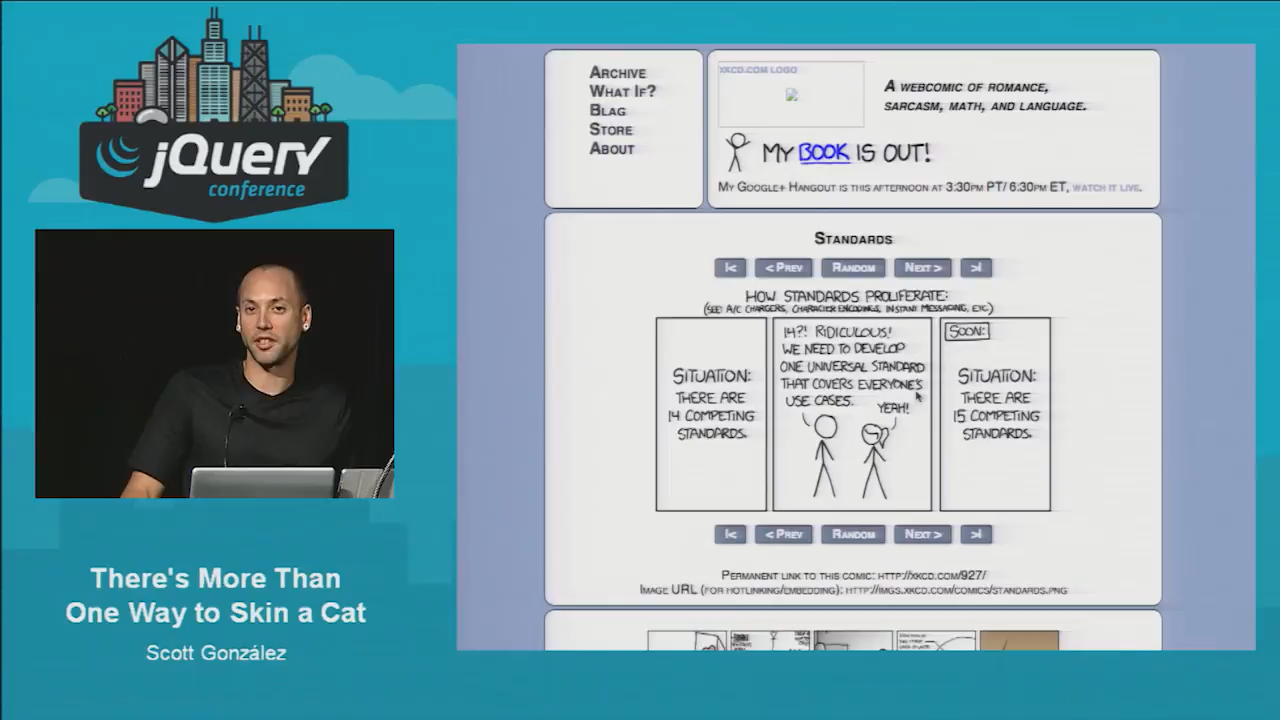 jQuery
conference
There's More Than
One Way to Skin a Cat
Scott González
ARCHIVE
WHAT IF?
BLAG
STORE
ABOUT
XKCD.COM LOGO
A WEBCOMIC OF ROMANCE,
SARCASM, MATH, AND LANGUAGE.
MY BOOK IS OUT!
MY GOOGLE+ HANGOUT IS THIS AFTERNOON AT 3:30PM PT/ 6:30PM ET, WATCH IT LIVE.
STANDARDS
|<
< PREV
RANDOM
NEXT >
>|
HOW STANDARDS PROLIFERATE:
(SEE: A/C CHARGERS, CHARACTER ENCODINGS, INSTANT MESSAGING, ETC.)
SITUATION:
THERE ARE
14 COMPETING
STANDARDS.
14?! RIDICULOUS!
WE NEED TO DEVELOP
ONE UNIVERSAL STANDARD
THAT COVERS EVERYONE'S
USE CASES.
YEAH!
SOON:
SITUATION:
THERE ARE
15 COMPETING
STANDARDS.
|<
< PREV
RANDOM
NEXT >
>|
PERMANENT LINK TO THIS COMIC: HTTP://XKCD.COM/927/
IMAGE URL (FOR HOTLINKING/EMBEDDING): HTTP://IMGS.XKCD.COM/COMICS/STANDARDS.PNG